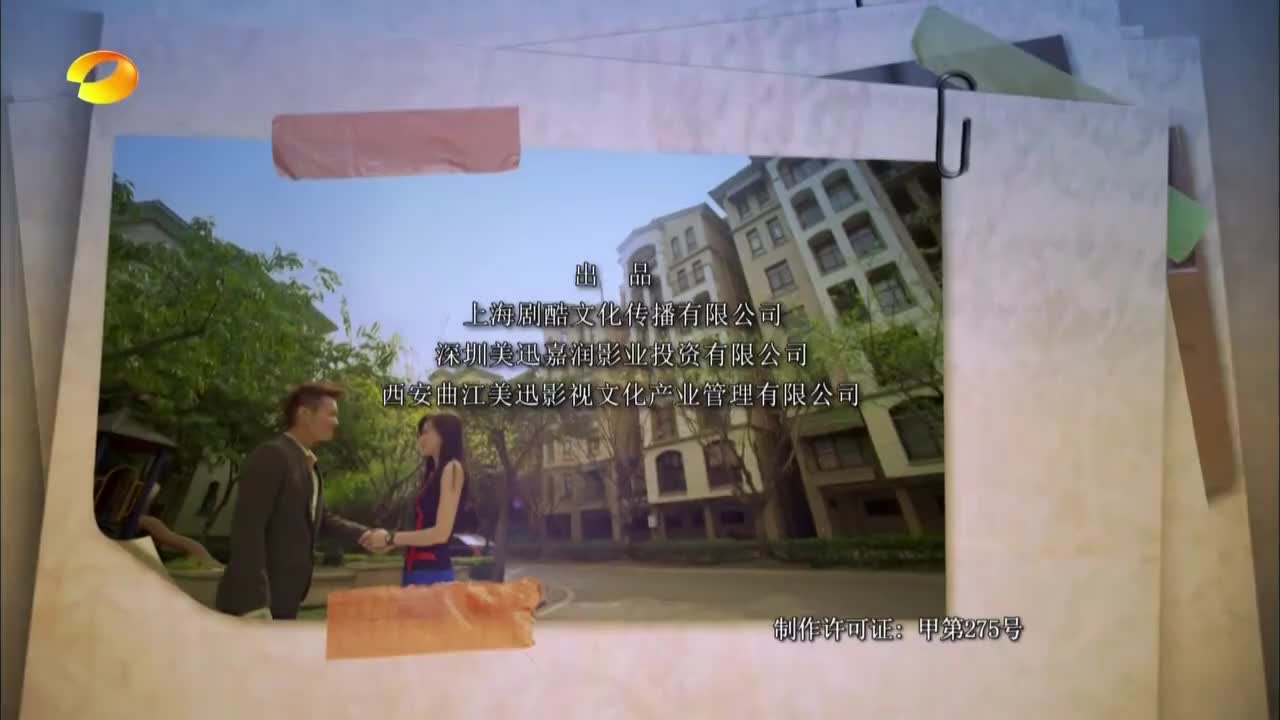 出 品
上海剧酷文化传播有限公司
深圳美迅嘉润影业投资有限公司
西安曲江美迅影视文化产业管理有限公司
制作许可证：甲第275号